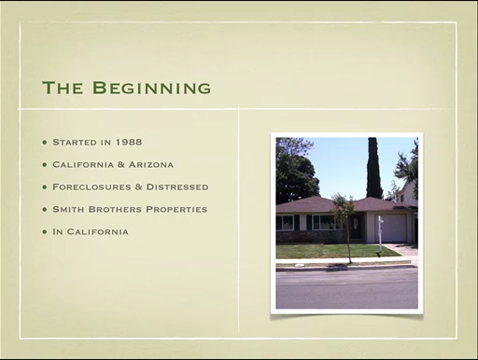 The Beginning
• Started in 1988
• California & Arizona
• Foreclosures & Distressed
• Smith Brothers Properties
• In California